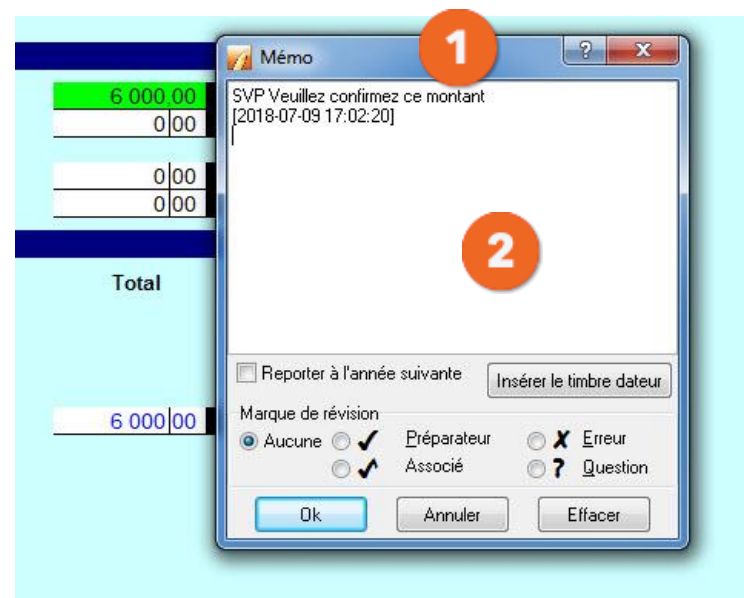 Mémo
1
?
X
6 000,00
0 00
0 00
0 00
SVP Veuillez confirmez ce montant
[2018-07-09 17:02:20]
2
Total
6 000 00
Reporter à l'année suivante
Insérer le timbre dateur
Marque de révision
Aucune
Préparateur
X Erreur
Associé
? Question
Ok
Annuler
Effacer